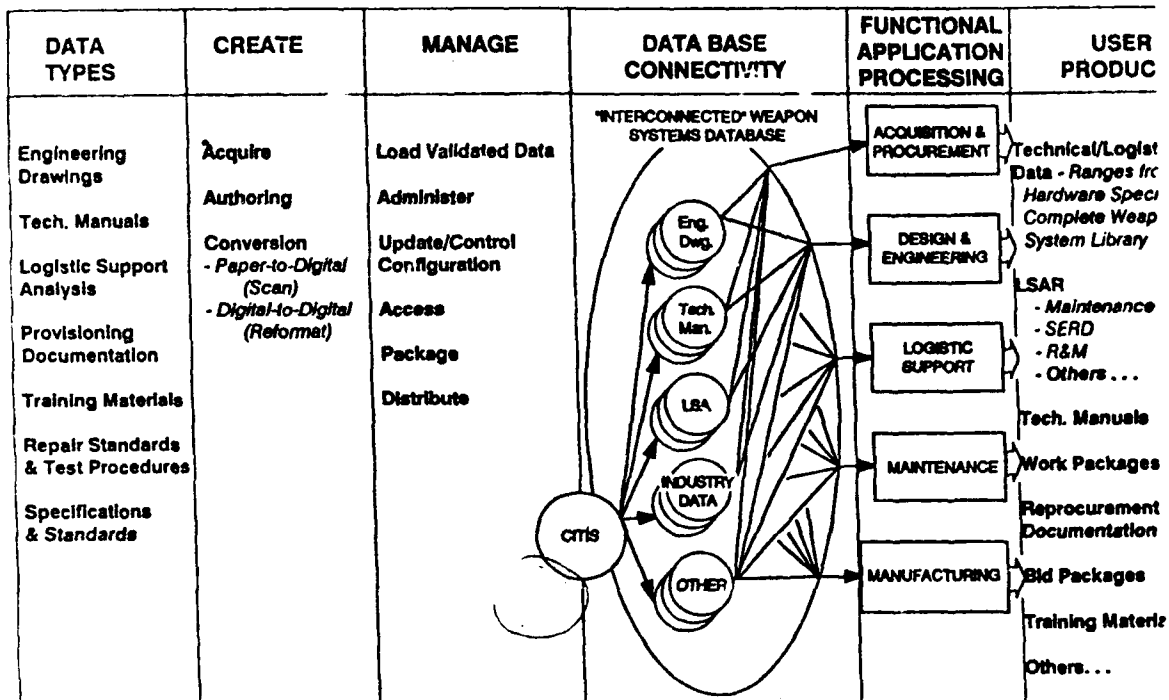 DATA
TYPES
CREATE
MANAGE
DATA BASE
CONNECTIVITY
FUNCTIONAL
APPLICATION
PROCESSING
USER
PRODUC
Engineering
Drawings
Tech. Manuals
Logistic Support
Analysis
Provisioning
Documentation
Training Materials
Repair Standards
& Test Procedures
Specifications
& Standards
Acquire
Authoring
Conversion
- Paper-to-Digital
(Scan)
- Digital-to-Digital
(Reformat)
Load Validated Data
Administer
Update/Control
Configuration
Access
Package
Distribute
"INTERCONNECTED" WEAPON
SYSTEMS DATABASE
Eng.
Dwg.
Tech.
Man.
LSA
INDUSTRY
DATA
OTHER
CITIS
ACQUISITION &
PROCUREMENT
DESIGN &
ENGINEERING
LOGISTIC
SUPPORT
MAINTENANCE
MANUFACTURING
Technical/Logist
Data - Ranges fro
Hardware Speci
Complete Weap
System Library
LSAR
- Maintenance
- SERD
- R&M
- Others...
Tech. Manuals
Work Packages
Reprocurement
Documentation
Bid Packages
Training Materia
Others...